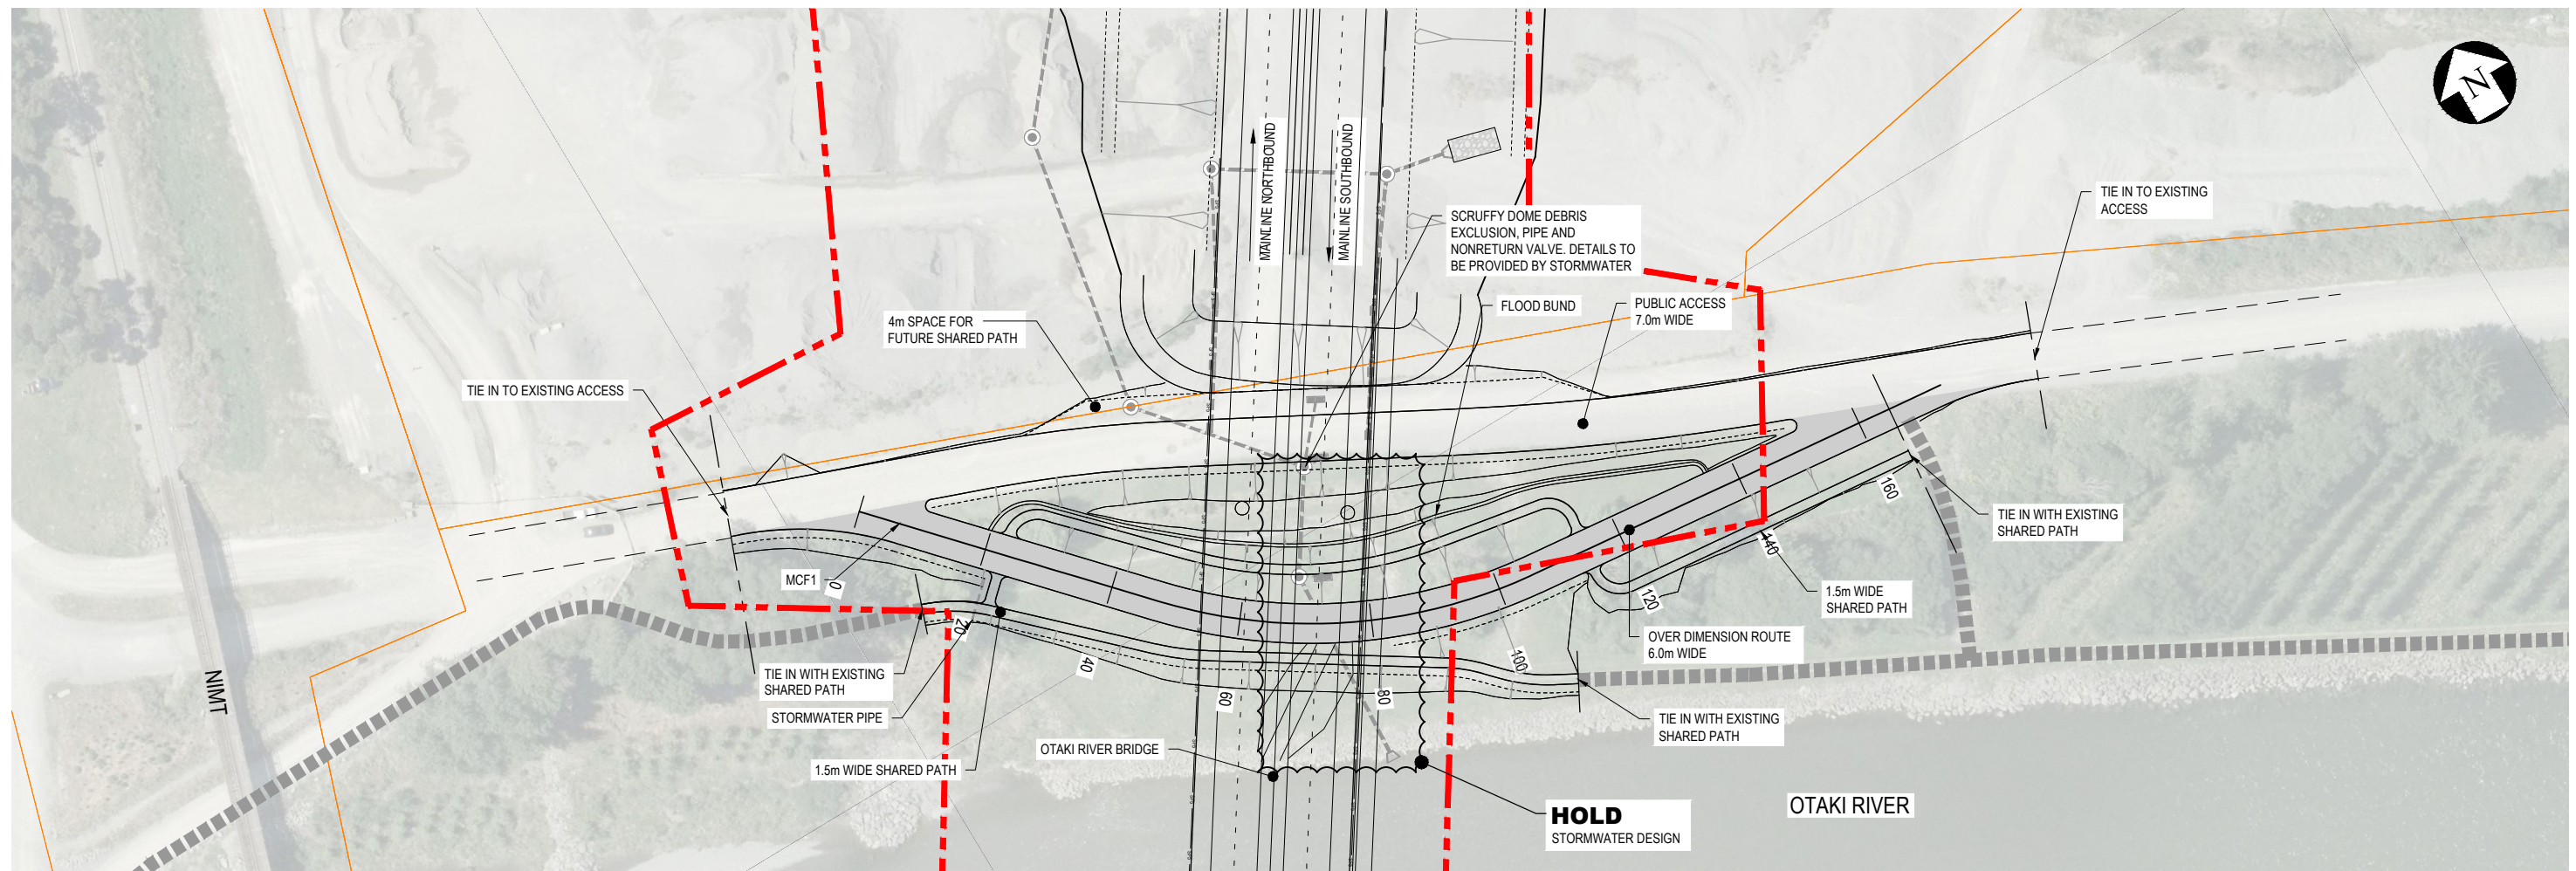 N
MAINLINE NORTHBOUND
MAINLINE SOUTHBOUND
TIE IN TO EXISTING
ACCESS
SCRUFFY DOME DEBRIS
EXCLUSION, PIPE AND
NONRETURN VALVE. DETAILS TO
BE PROVIDED BY STORMWATER
FLOOD BUND
PUBLIC ACCESS
7.0m WIDE
4m SPACE FOR
FUTURE SHARED PATH
TIE IN TO EXISTING ACCESS
MCF1
0
20
40
60
80
100
120
140
160
TIE IN WITH EXISTING
SHARED PATH
1.5m WIDE
SHARED PATH
OVER DIMENSION ROUTE
6.0m WIDE
NIMT
TIE IN WITH EXISTING
SHARED PATH
STORMWATER PIPE
TIE IN WITH EXISTING
SHARED PATH
OTAKI RIVER BRIDGE
1.5m WIDE SHARED PATH
HOLD
STORMWATER DESIGN
OTAKI RIVER